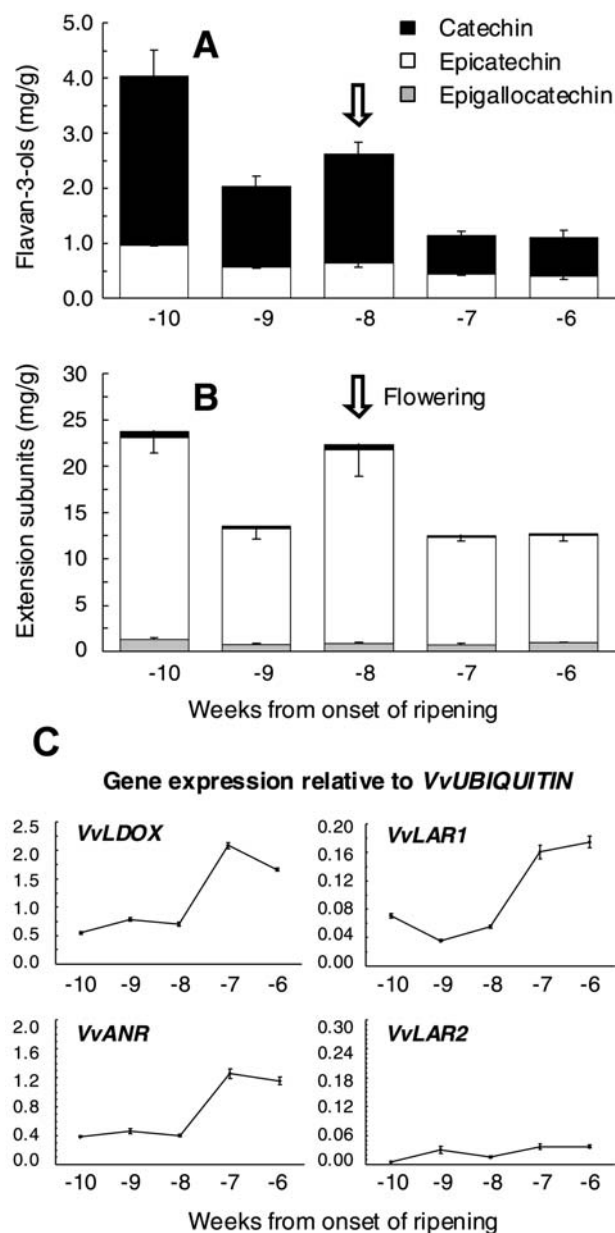 A
Catechin
Epicatechin
Epigallocatechin
Flavan-3-ols (mg/g)
5.0
4.0
3.0
2.0
1.0
0.0
-10 -9 -8 -7 -6
B
Flowering
Extension subunits (mg/g)
30
25
20
15
10
5
0
-10 -9 -8 -7 -6
Weeks from onset of ripening
C
Gene expression relative to VvUBIQUITIN
VvLDOX
2.5
2.0
1.5
1.0
0.5
0.0
-10 -9 -8 -7 -6
VvLAR1
0.20
0.16
0.12
0.08
0.04
0.00
-10 -9 -8 -7 -6
VvANR
2.0
1.6
1.2
0.8
0.4
0.0
-10 -9 -8 -7 -6
VvLAR2
0.30
0.24
0.18
0.12
0.06
0.00
-10 -9 -8 -7 -6
Weeks from onset of ripening